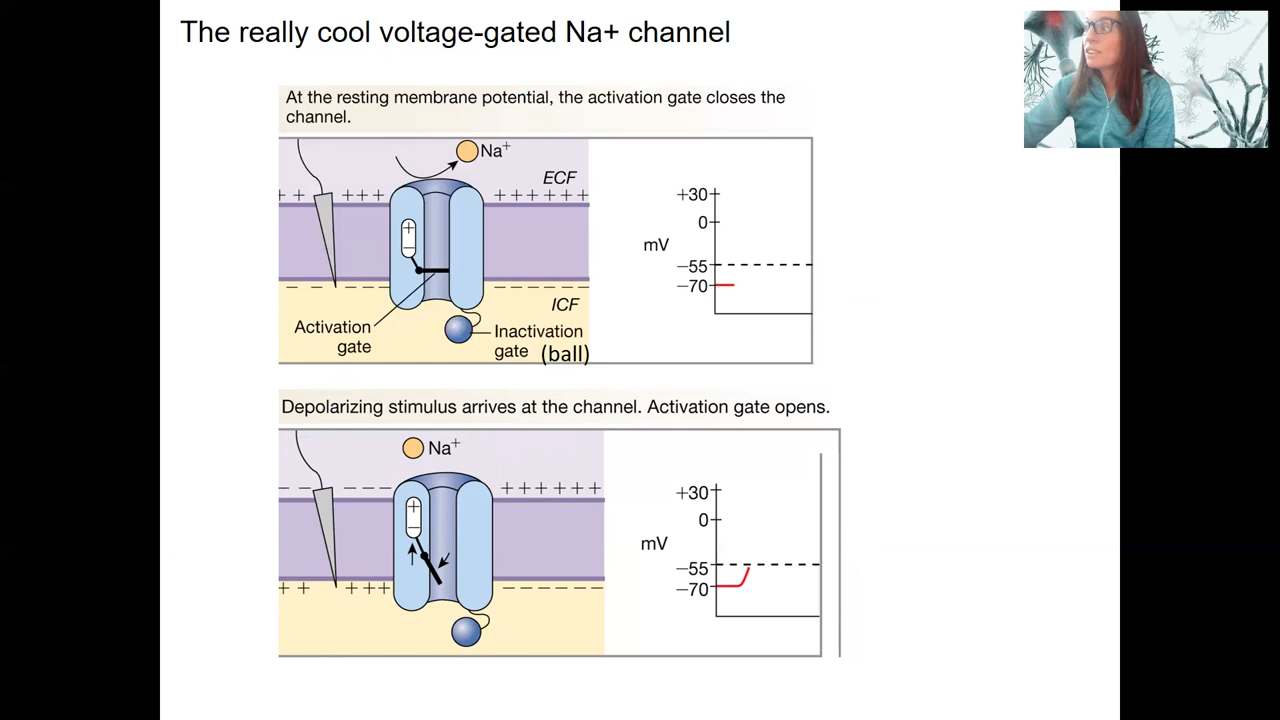 The really cool voltage-gated Na+ channel
At the resting membrane potential, the activation gate closes the
channel.
Na+
ECF
+ + + + + + + + + + +
+
−
− − − − − − − − − − −
ICF
Activation
gate
Inactivation
gate (ball)
+30
0
mV
−55
−70
Depolarizing stimulus arrives at the channel. Activation gate opens.
Na+
− − − − − − − + + + + + +
+
−
+ + + + + − − − − − − −
+30
0
mV
−55
−70